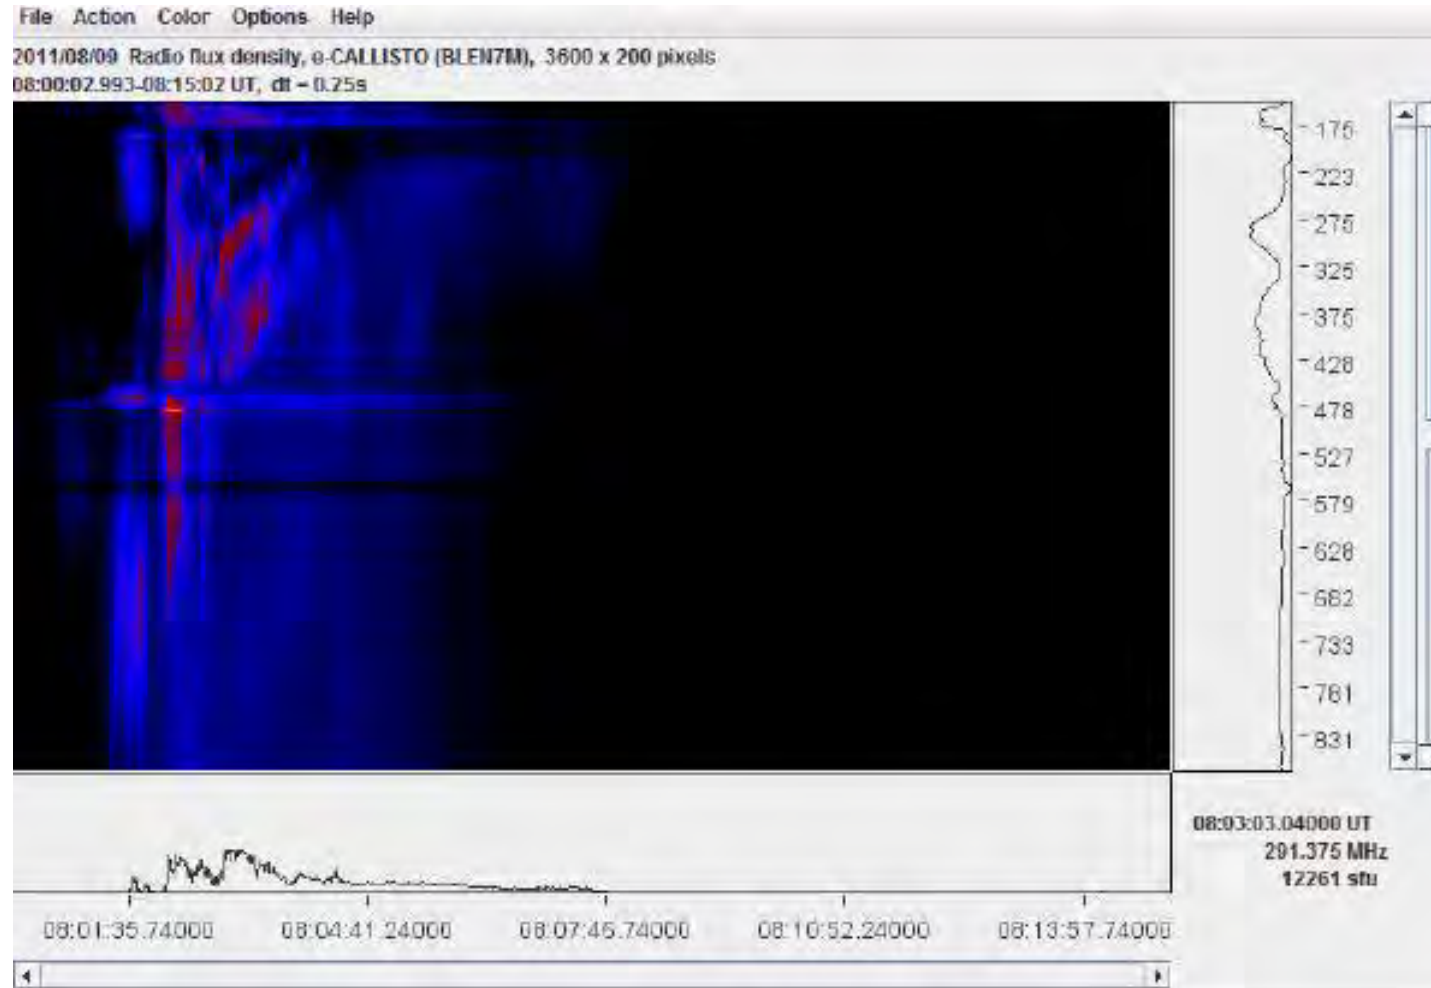 File Action Color Options Help
2011/08/09 Radio flux density, e-CALLISTO (BLEN7M), 3600 x 200 pixels
08:00:02.993-08:15:02 UT, dt = 0.25s
175
223
275
325
375
428
478
527
579
628
682
733
781
831
08:03:03.04000 UT
291.375 MHz
12261 sfu
08:01:35.74000 08:04:41.24000 08:07:46.74000 08:10:52.24000 08:13:57.74000